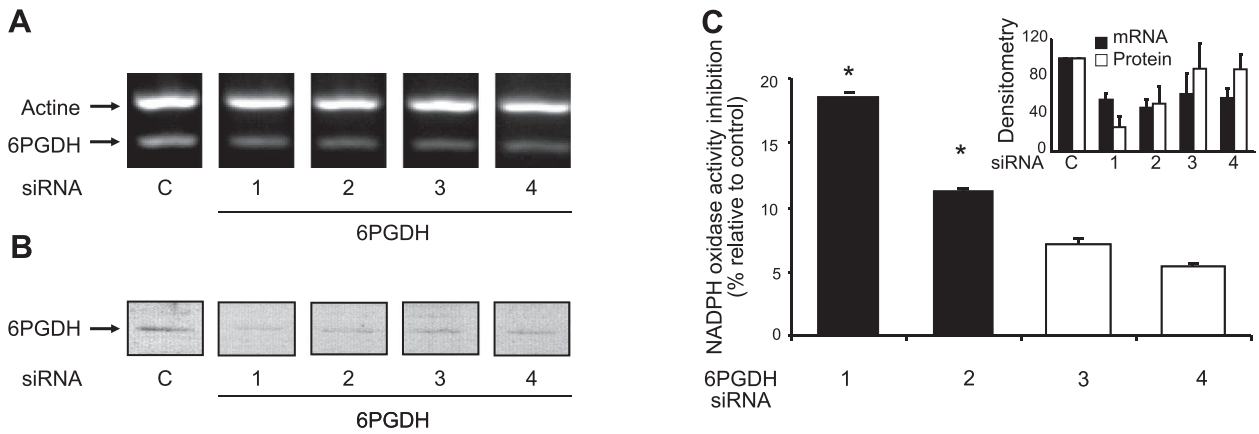 A
Actine
6PGDH
siRNA C 1 2 3 4
6PGDH
B
6PGDH
siRNA C 1 2 3 4
6PGDH
C
NADPH oxidase activity inhibition
(% relative to control)
20
15
10
5
0
* *
6PGDH 1 2 3 4
siRNA
Densitometry
120
80
40
0
mRNA
Protein
siRNA C 1 2 3 4